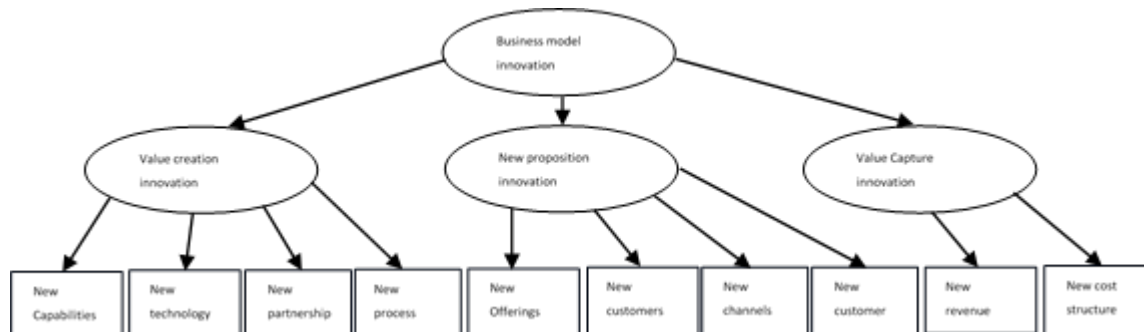 Business model
innovation
Value creation
innovation
New proposition
innovation
Value Capture
innovation
New
Capabilities
New
technology
New
partnership
New
process
New
Offerings
New
customers
New
channels
New
customer
New
revenue
New cost
structure